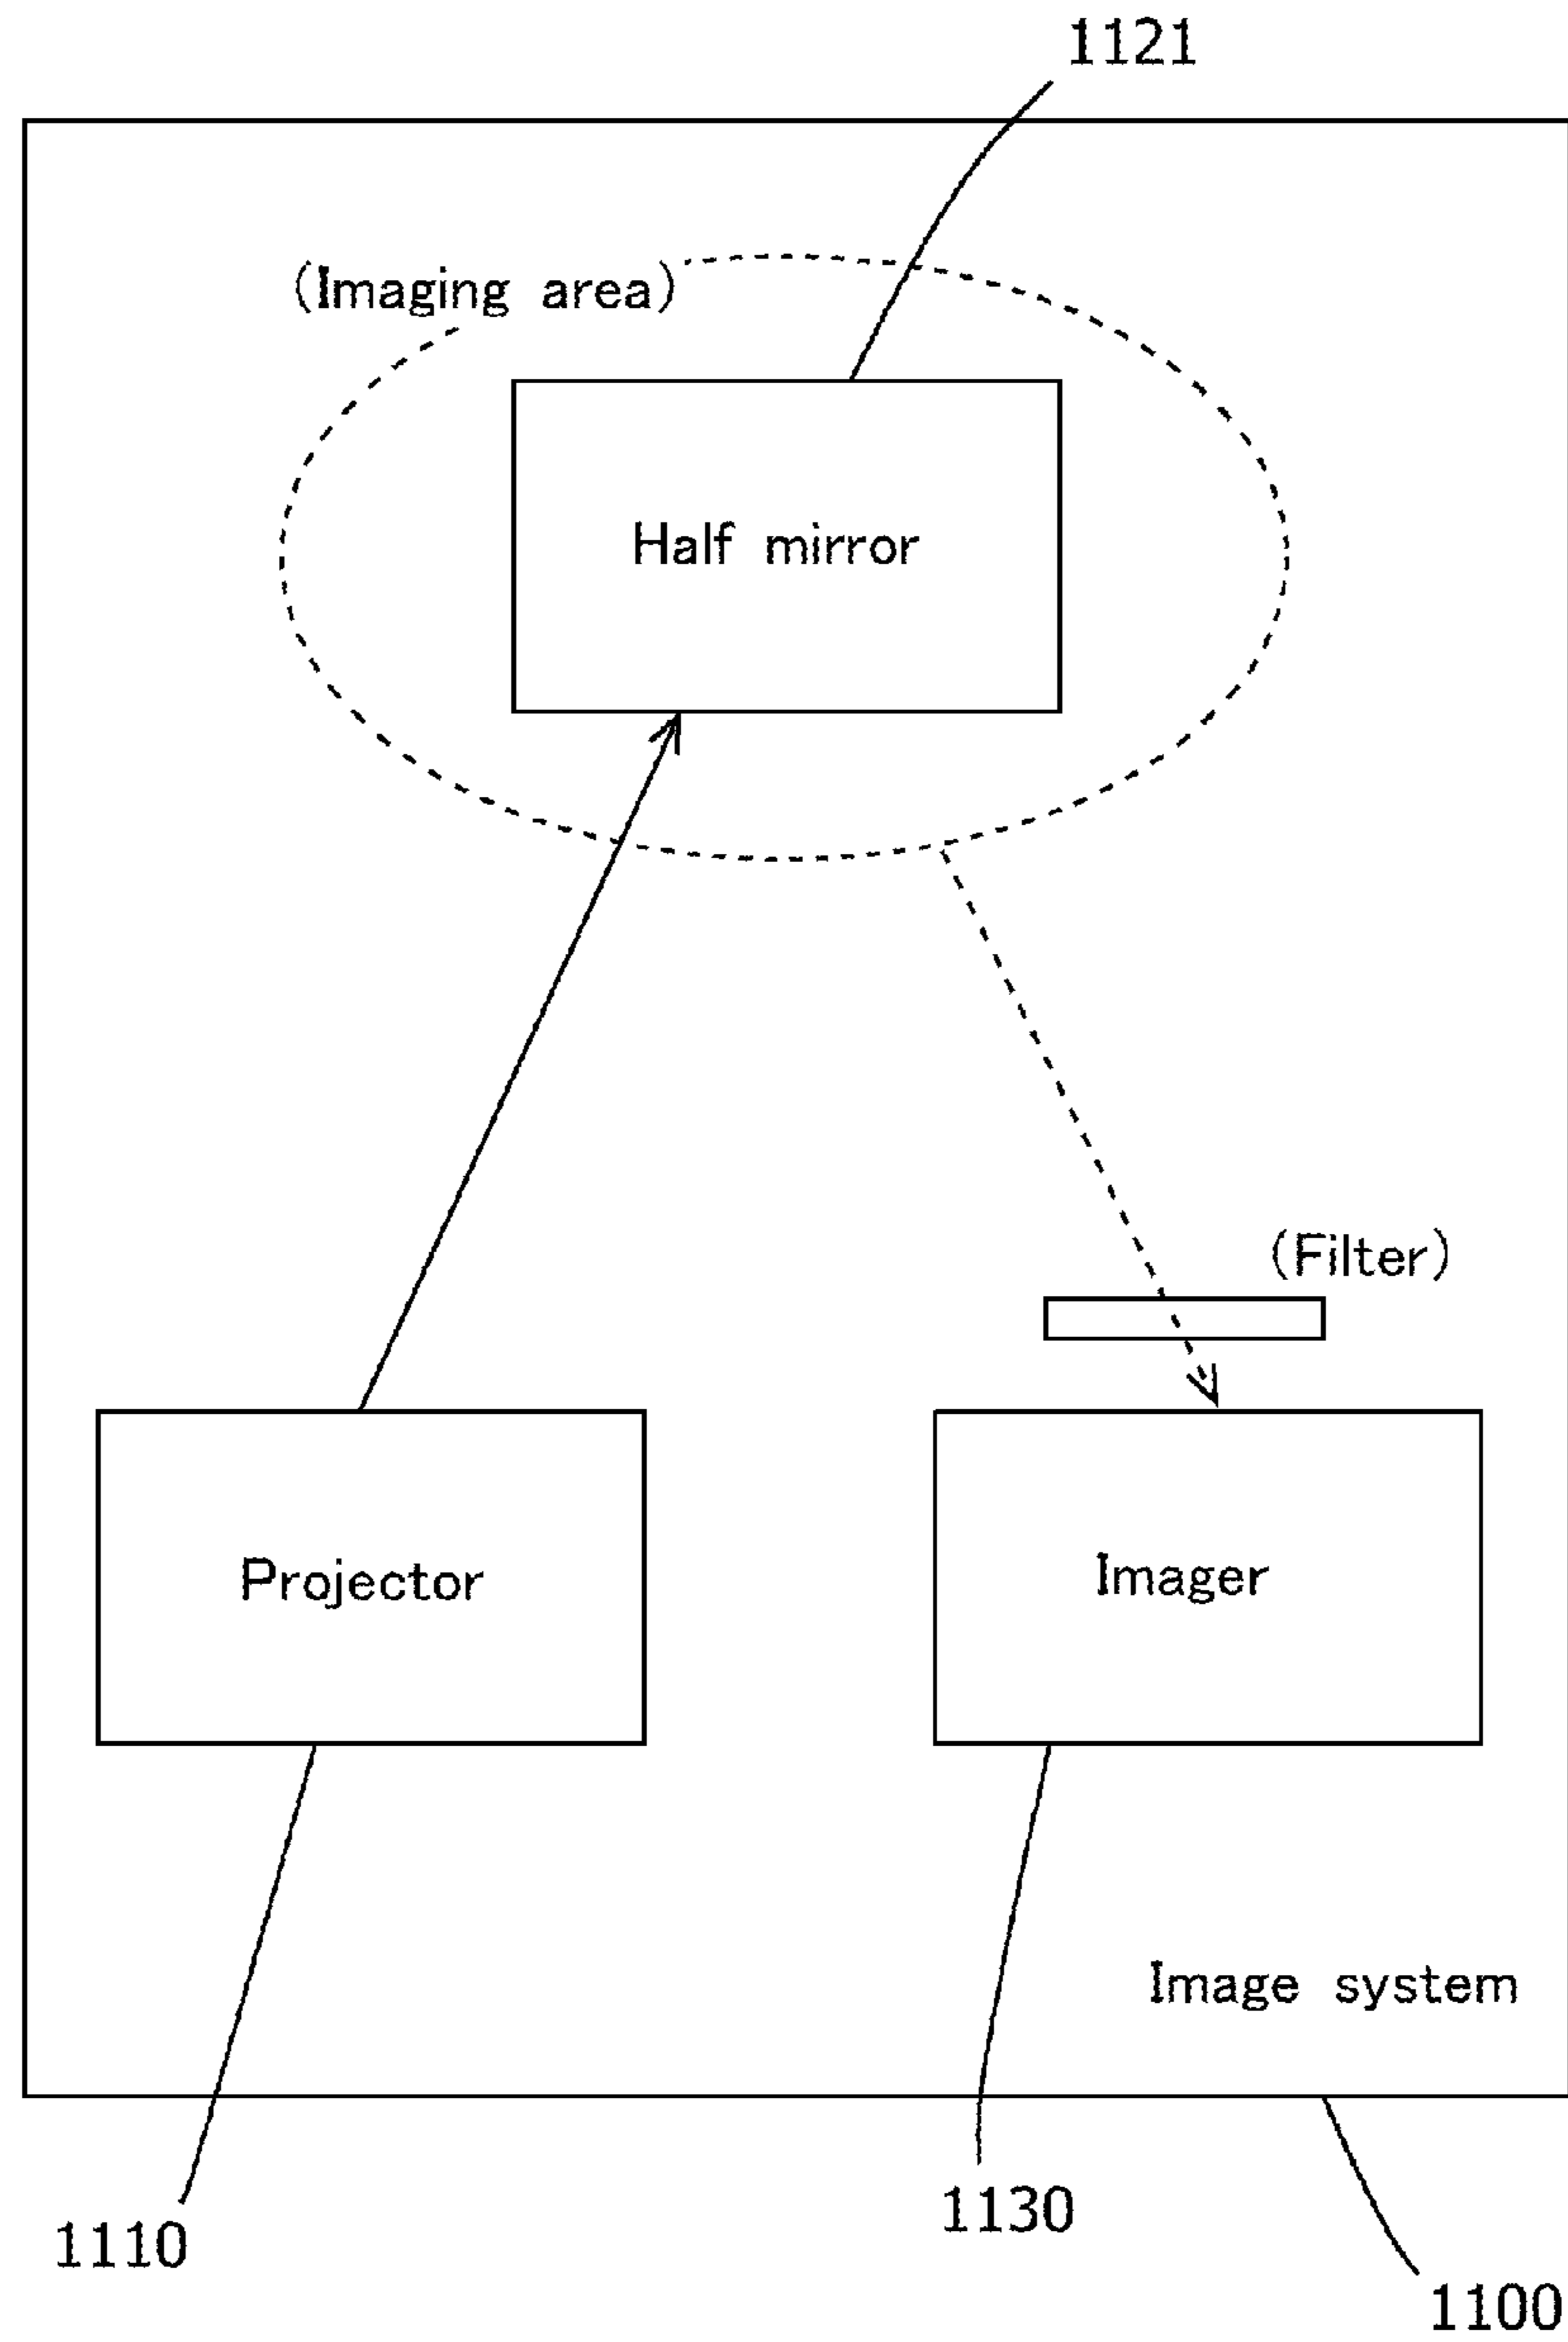 1121
(Imaging area)
Half mirror
(Filter)
Projector
Imager
Image system
1110
1130
1100